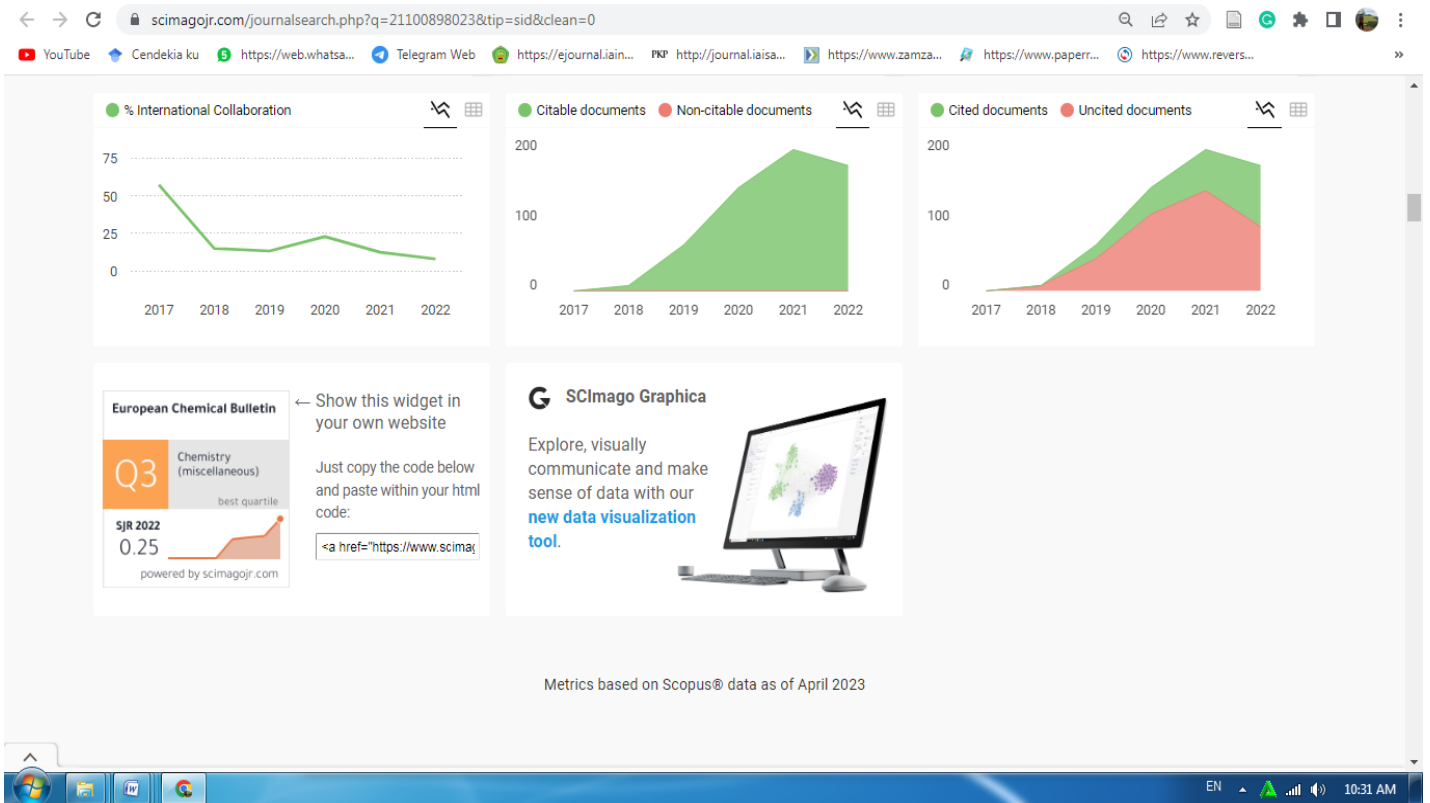 scimagojr.com/journalsearch.php?q=21100898023&tip=sid&clean=0
YouTube Cendekia ku https://web.whatsa... Telegram Web https://ejournal.iain... PKP http://journal.iaisa... https://www.zamza... https://www.paperr... https://www.revers... »
% International Collaboration
75
50
25
0
2017 2018 2019 2020 2021 2022
Citable documents Non-citable documents
200
100
0
2017 2018 2019 2020 2021 2022
Cited documents Uncited documents
200
100
0
2017 2018 2019 2020 2021 2022
European Chemical Bulletin
Q3
Chemistry
(miscellaneous)
best quartile
SJR 2022
0.25
powered by scimagojr.com
← Show this widget in
your own website
Just copy the code below
and paste within your html
code:
<a href="https://www.scimag
SCImago Graphica
Explore, visually
communicate and make
sense of data with our
new data visualization
tool.
Metrics based on Scopus® data as of April 2023
EN 10:31 AM